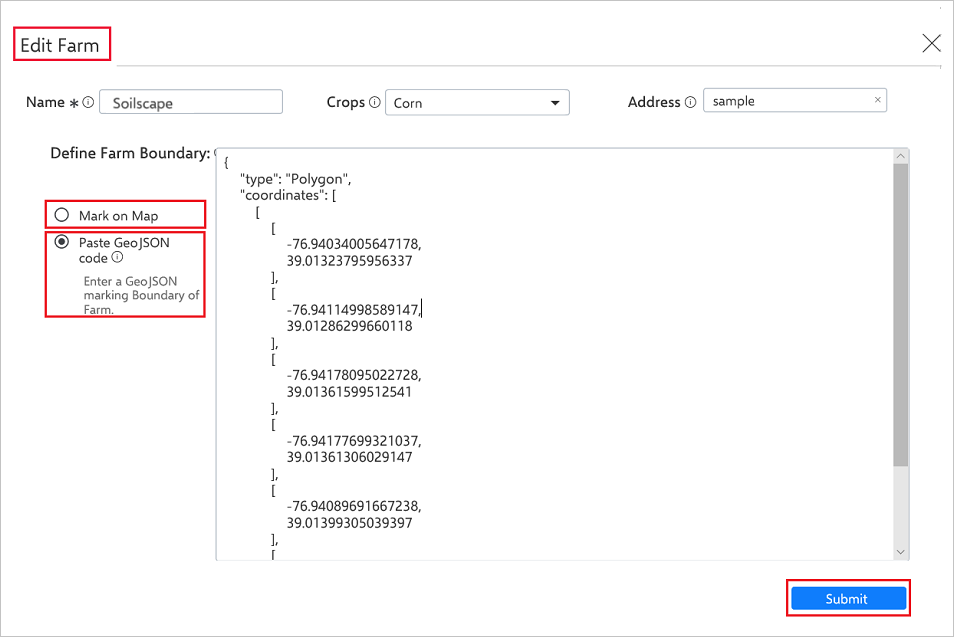 Edit Farm
Name * Soilscape Crops Corn Address sample ×
Define Farm Boundary:
Mark on Map
Paste GeoJSON
code
Enter a GeoJSON
marking Boundary of
Farm.
{
"type": "Polygon",
"coordinates": [
[
[
-76.94034005647178,
39.01323795956337
],
[
-76.94114998589147,
39.01286299660118
],
[
-76.94178095022728,
39.01361599512541
],
[
-76.94177699321037,
39.01361306029147
],
[
-76.94089691667238,
39.01399305039397
],
[
Submit